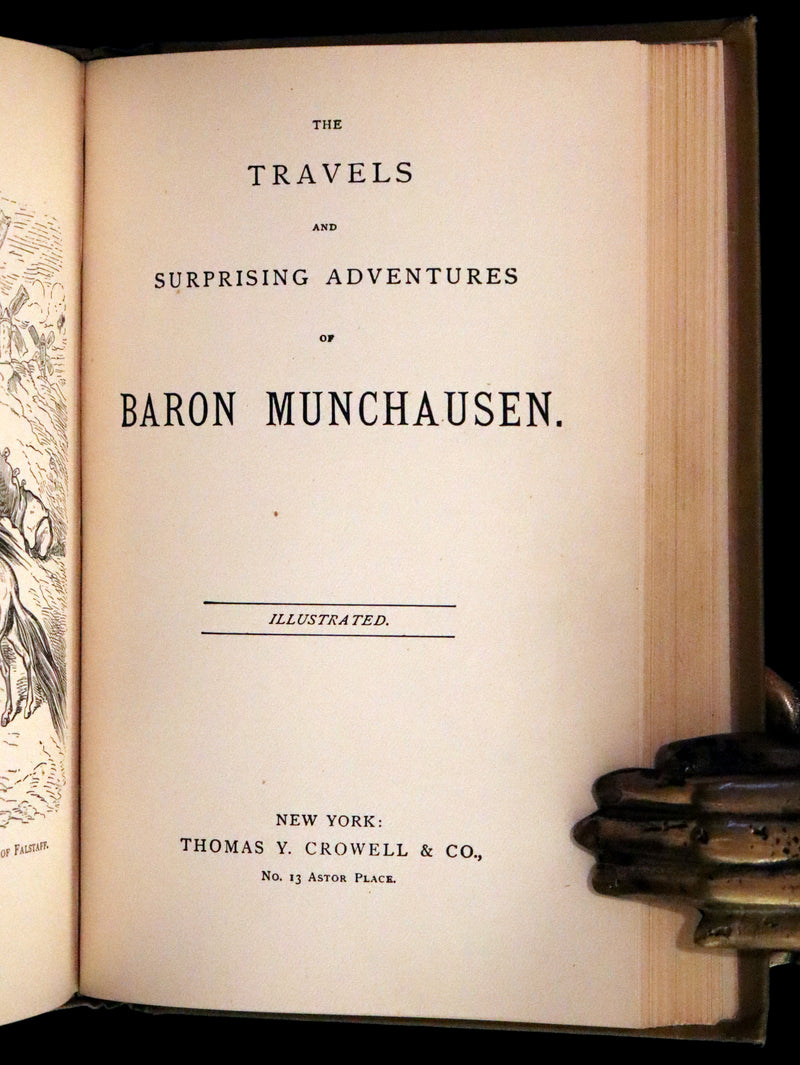 OF FALSTAFF.
THE
TRAVELS
AND
SURPRISING ADVENTURES
OF
BARON MUNCHAUSEN.
ILLUSTRATED.
NEW YORK:
THOMAS Y. CROWELL & CO.,
No. 13 ASTOR PLACE.